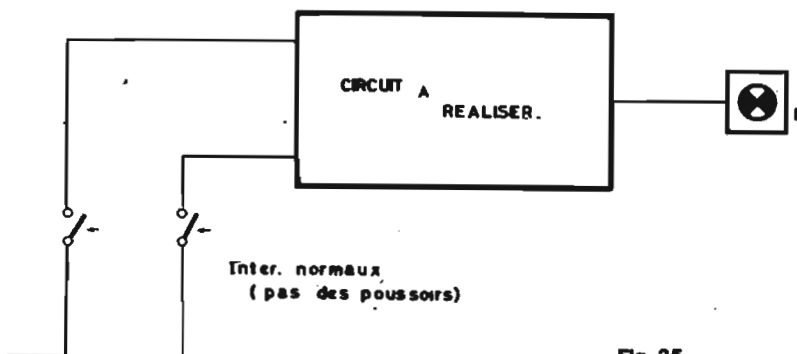 CIRCUIT A
REALISER.
Inter. normaux
(pas des poussoirs)